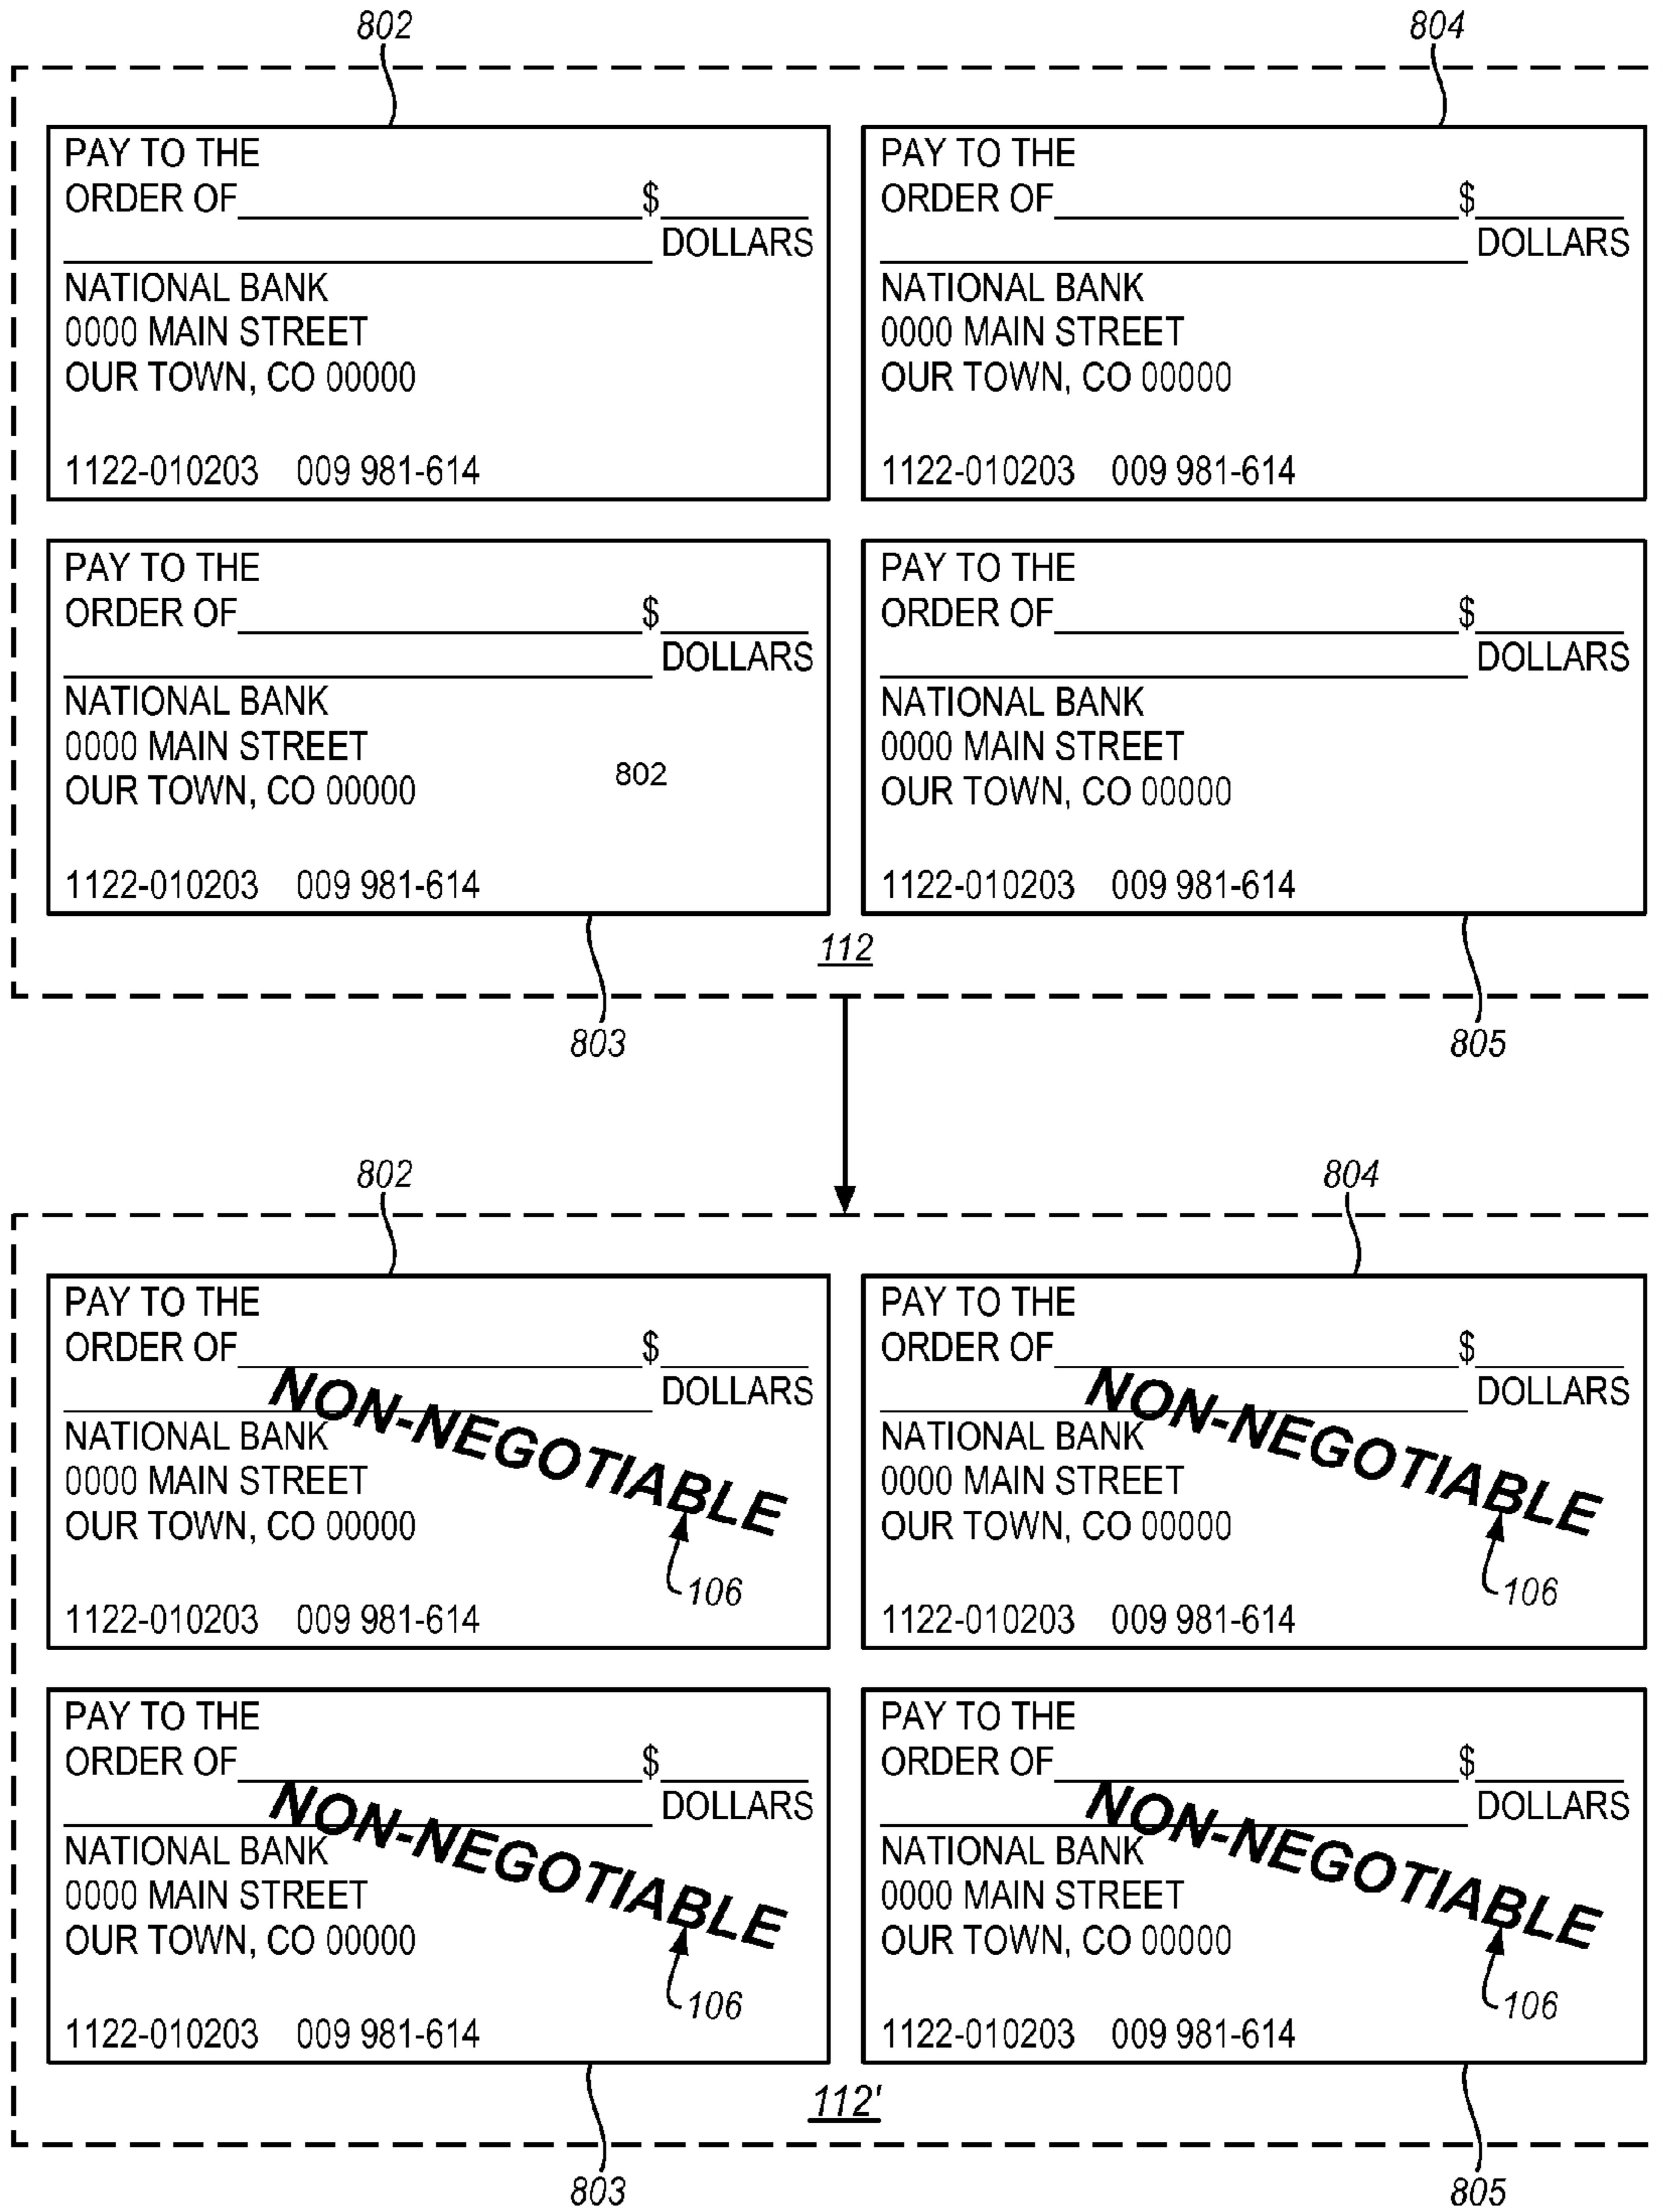 802
804
PAY TO THE
ORDER OF $
DOLLARS
NATIONAL BANK
0000 MAIN STREET
OUR TOWN, CO 00000
1122-010203 009 981-614
PAY TO THE
ORDER OF $
DOLLARS
NATIONAL BANK
0000 MAIN STREET
OUR TOWN, CO 00000
1122-010203 009 981-614
PAY TO THE
ORDER OF $
DOLLARS
NATIONAL BANK
0000 MAIN STREET
OUR TOWN, CO 00000
802
1122-010203 009 981-614
PAY TO THE
ORDER OF $
DOLLARS
NATIONAL BANK
0000 MAIN STREET
OUR TOWN, CO 00000
1122-010203 009 981-614
112
803
805
802
804
PAY TO THE
ORDER OF $
DOLLARS
NON-NEGOTIABLE
NATIONAL BANK
0000 MAIN STREET
OUR TOWN, CO 00000
106
1122-010203 009 981-614
PAY TO THE
ORDER OF $
DOLLARS
NON-NEGOTIABLE
NATIONAL BANK
0000 MAIN STREET
OUR TOWN, CO 00000
106
1122-010203 009 981-614
PAY TO THE
ORDER OF $
DOLLARS
NON-NEGOTIABLE
NATIONAL BANK
0000 MAIN STREET
OUR TOWN, CO 00000
106
1122-010203 009 981-614
PAY TO THE
ORDER OF $
DOLLARS
NON-NEGOTIABLE
NATIONAL BANK
0000 MAIN STREET
OUR TOWN, CO 00000
106
1122-010203 009 981-614
112'
803
805